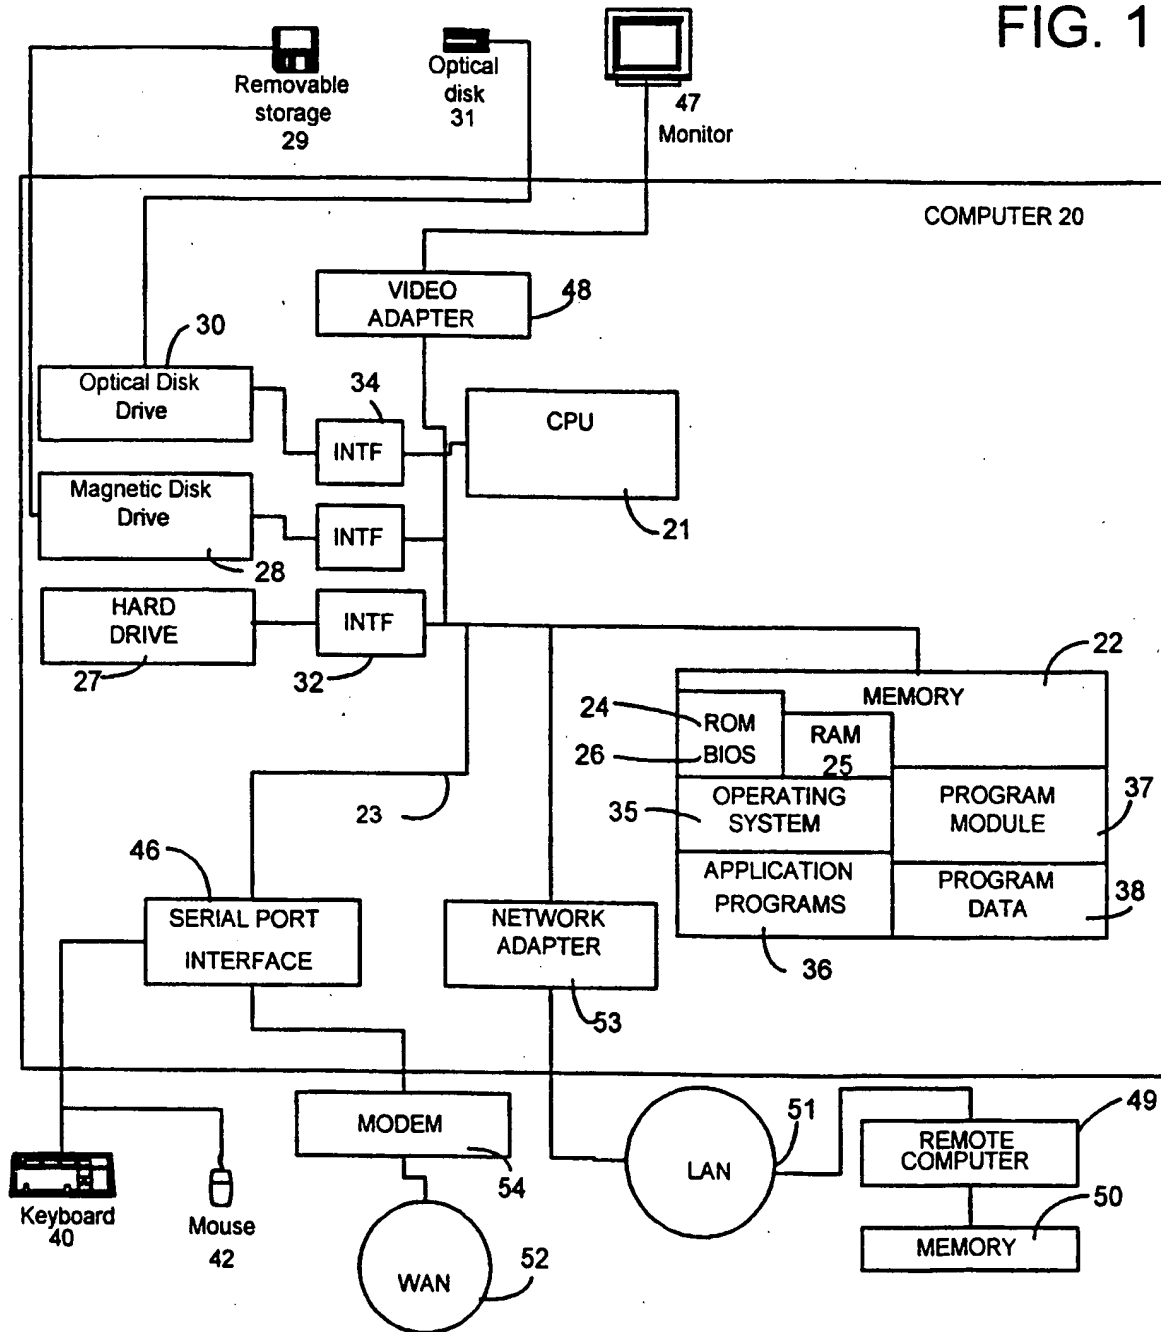 FIG. 1
Removable
storage
29
Optical
disk
31
47
Monitor
COMPUTER 20
VIDEO
ADAPTER
48
30
Optical Disk
Drive
34
INTF
CPU
21
Magnetic Disk
Drive
28
INTF
HARD
DRIVE
27
INTF
32
22
MEMORY
24
ROM
26
BIOS
RAM
25
35
OPERATING
SYSTEM
PROGRAM
MODULE
37
APPLICATION
PROGRAMS
36
PROGRAM
DATA
38
23
46
SERIAL PORT
INTERFACE
NETWORK
ADAPTER
53
MODEM
54
51
LAN
49
REMOTE
COMPUTER
50
MEMORY
Keyboard
40
Mouse
42
WAN
52